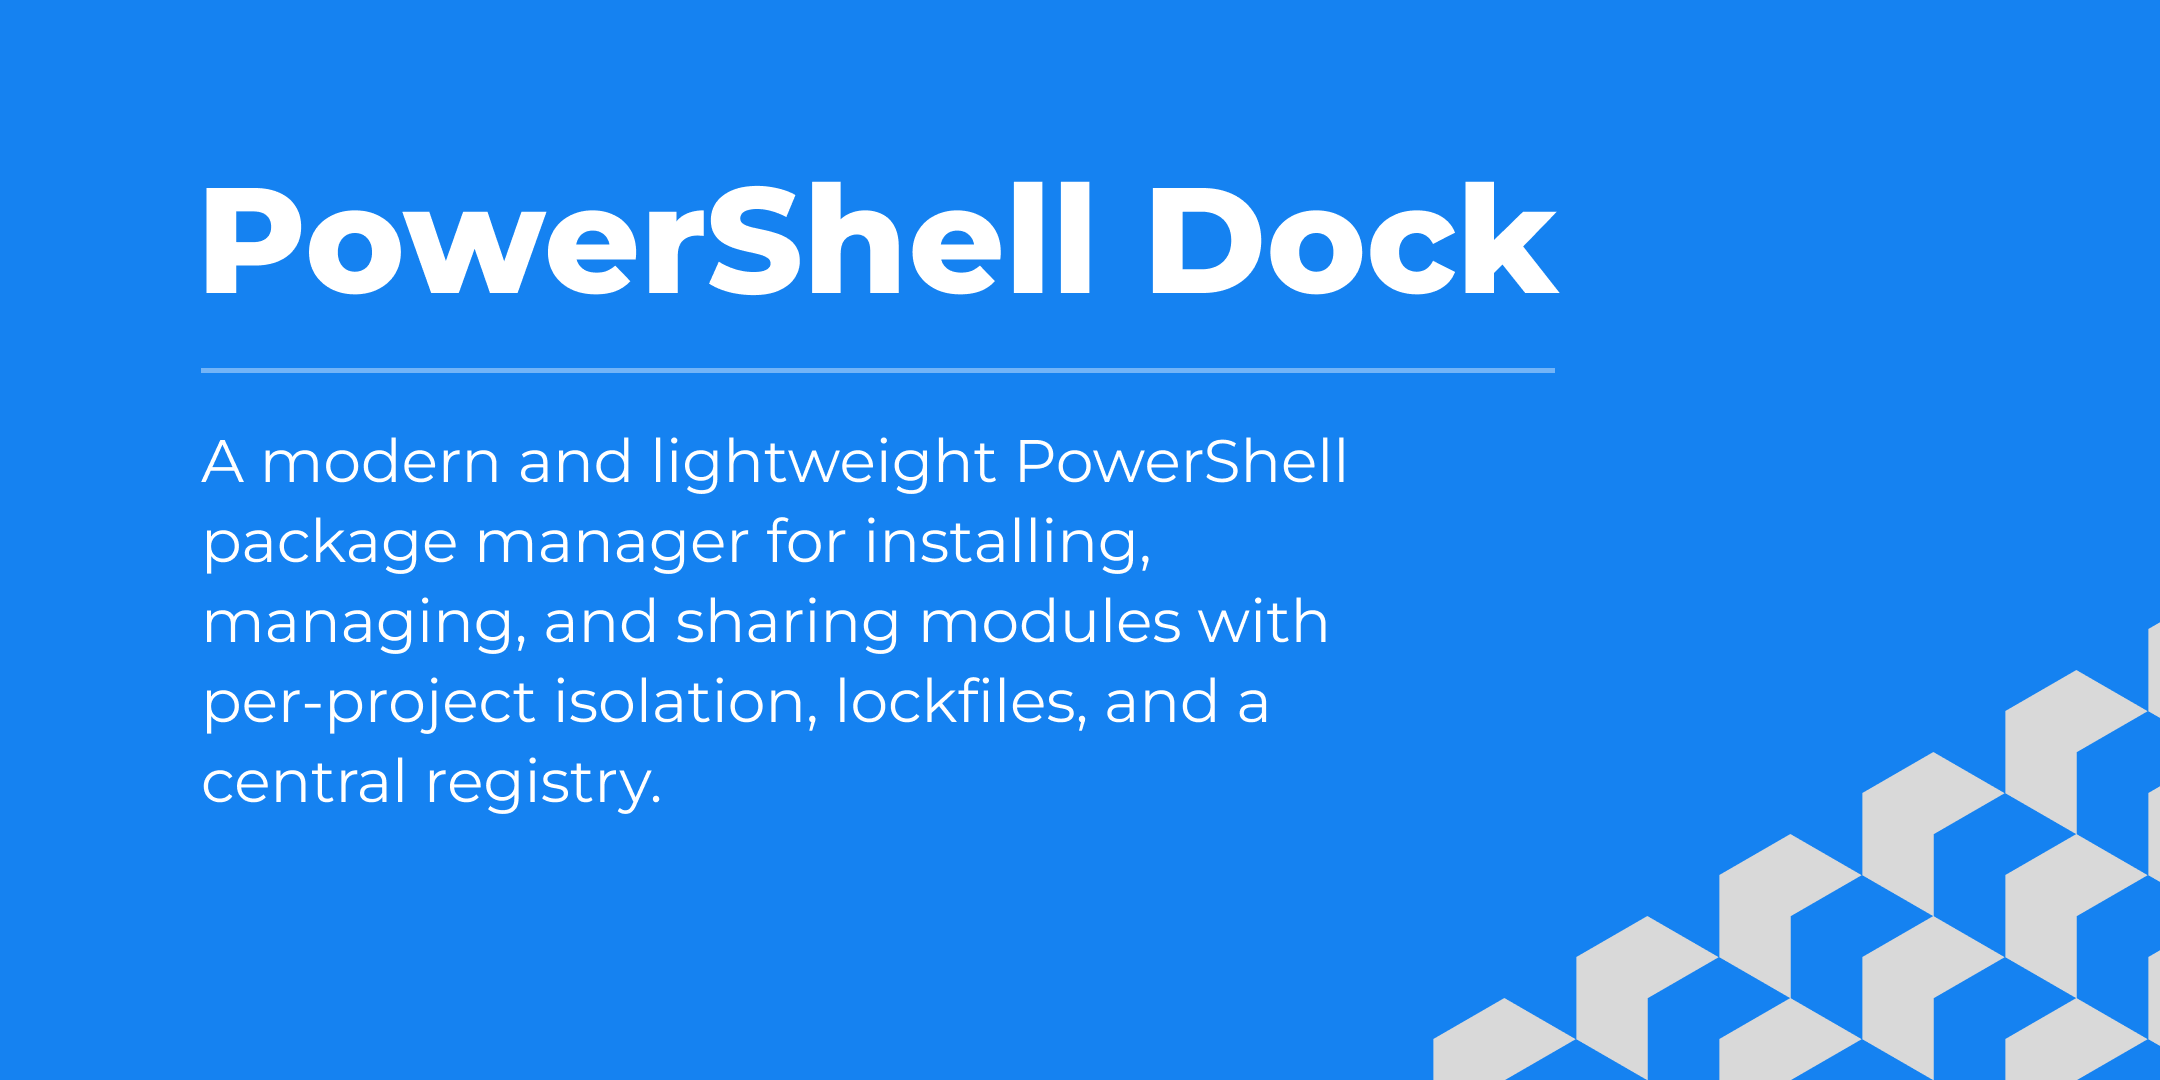 PowerShell Dock
A modern and lightweight PowerShell
package manager for installing,
managing, and sharing modules with
per-project isolation, lockfiles, and a
central registry.